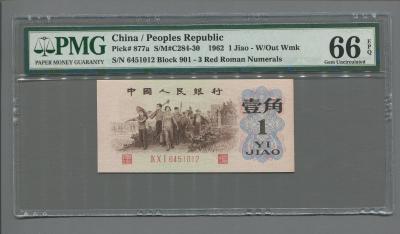 PMG
PAPER MONEY GUARANTY
China / Peoples Republic
Pick# 877a S/M#C284-30 1962 1 Jiao - W/Out Wmk
S/N 6451012 Block 901 - 3 Red Roman Numerals
66 EPQ
Gem Uncirculated
中國人民銀行
壹角
1
YI
JIAO
IX X I 6451012